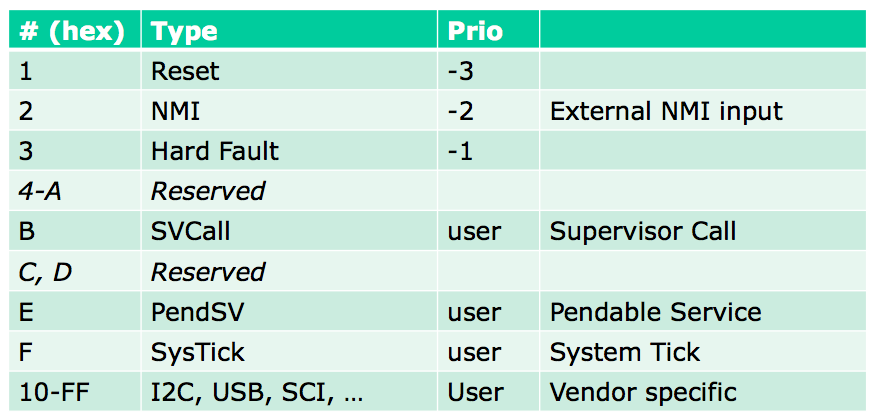 # (hex) Type Prio
1 Reset -3
2 NMI -2 External NMI input
3 Hard Fault -1
4-A Reserved
B SVCall user Supervisor Call
C, D Reserved
E PendSV user Pendable Service
F SysTick user System Tick
10-FF I2C, USB, SCI, … User Vendor specific